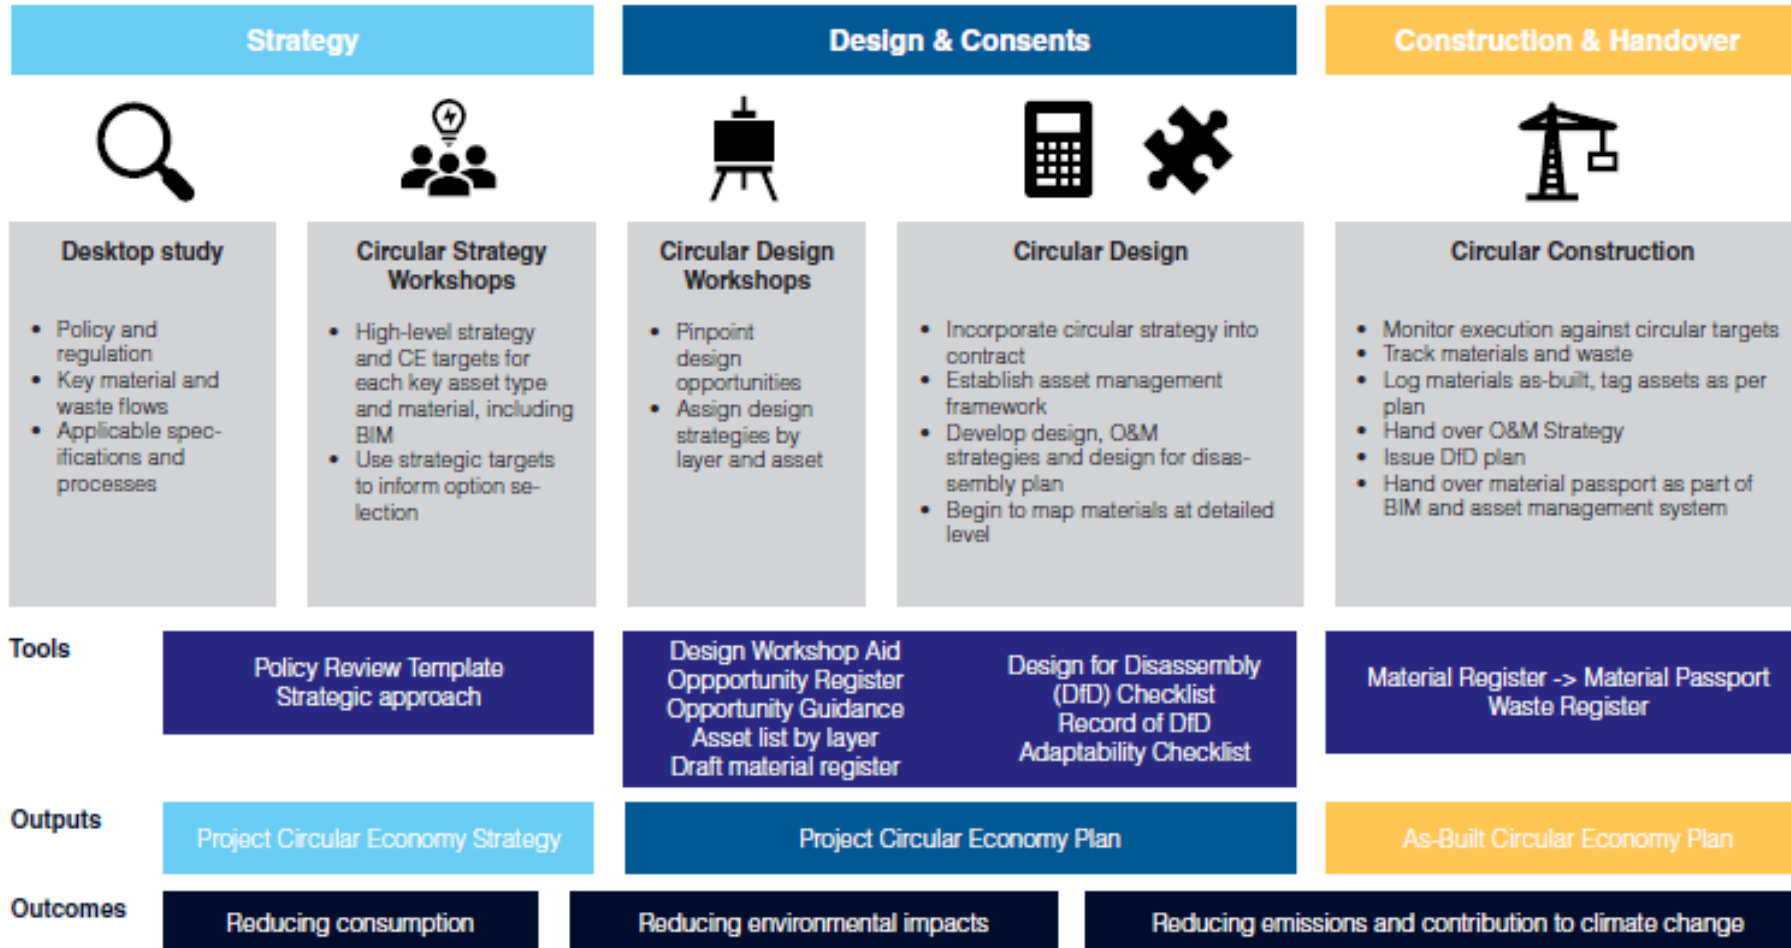 Strategy
Design & Consents
Construction & Handover
Desktop study
• Policy and
regulation
• Key material and
waste flows
• Applicable spec-
ifications and
processes
Circular Strategy
Workshops
• High-level strategy
and CE targets for
each key asset type
and material, including
BIM
• Use strategic targets
to inform option se-
lection
Circular Design
Workshops
• Pinpoint
design
opportunities
• Assign design
strategies by
layer and asset
Circular Design
• Incorporate circular strategy into
contract
• Establish asset management
framework
• Develop design, O&M
strategies and design for disas-
sembly plan
• Begin to map materials at detailed
level
Circular Construction
• Monitor execution against circular targets
• Track materials and waste
• Log materials as-built, tag assets as per
plan
• Hand over O&M Strategy
• Issue DfD plan
• Hand over material passport as part of
BIM and asset management system
Tools
Policy Review Template
Strategic approach
Design Workshop Aid
Oppportunity Register
Opportunity Guidance
Asset list by layer
Draft material register
Design for Disassembly
(DfD) Checklist
Record of DfD
Adaptability Checklist
Material Register -> Material Passport
Waste Register
Outputs
Project Circular Economy Strategy
Project Circular Economy Plan
As-Built Circular Economy Plan
Outcomes
Reducing consumption
Reducing environmental impacts
Reducing emissions and contribution to climate change